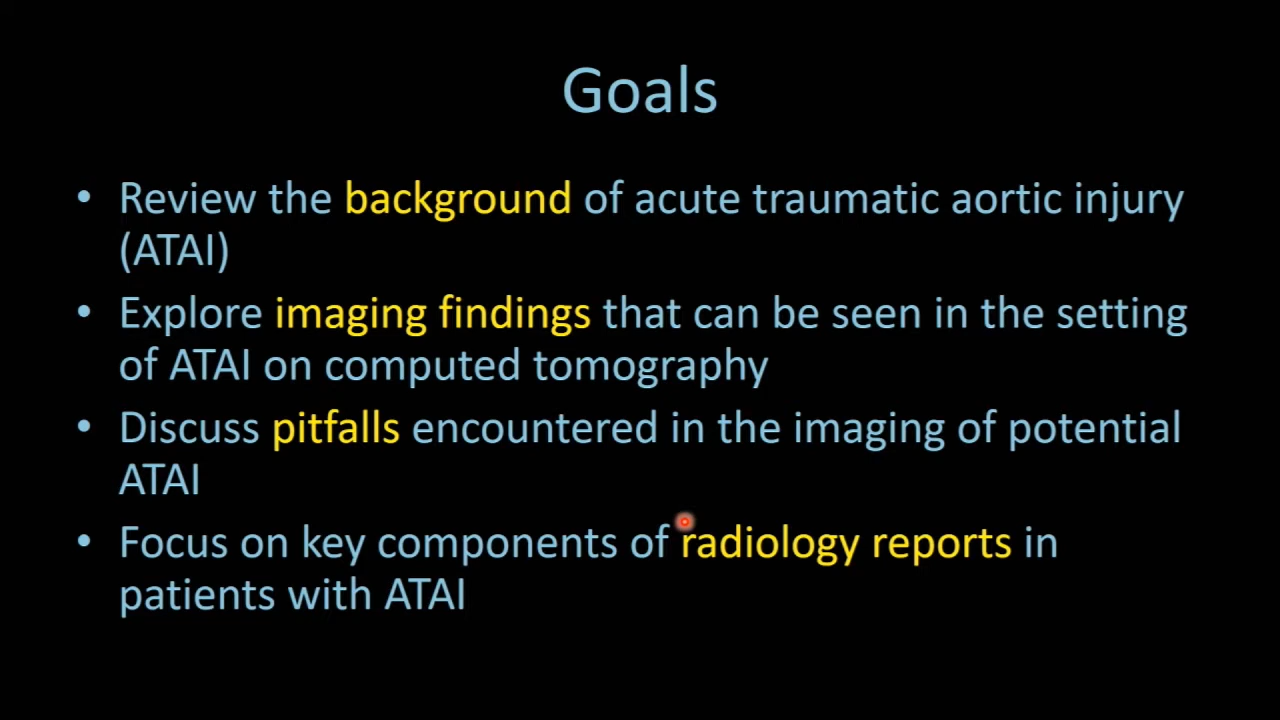 Goals
• Review the background of acute traumatic aortic injury
(ATAI)
• Explore imaging findings that can be seen in the setting
of ATAI on computed tomography
• Discuss pitfalls encountered in the imaging of potential
ATAI
• Focus on key components of radiology reports in
patients with ATAI